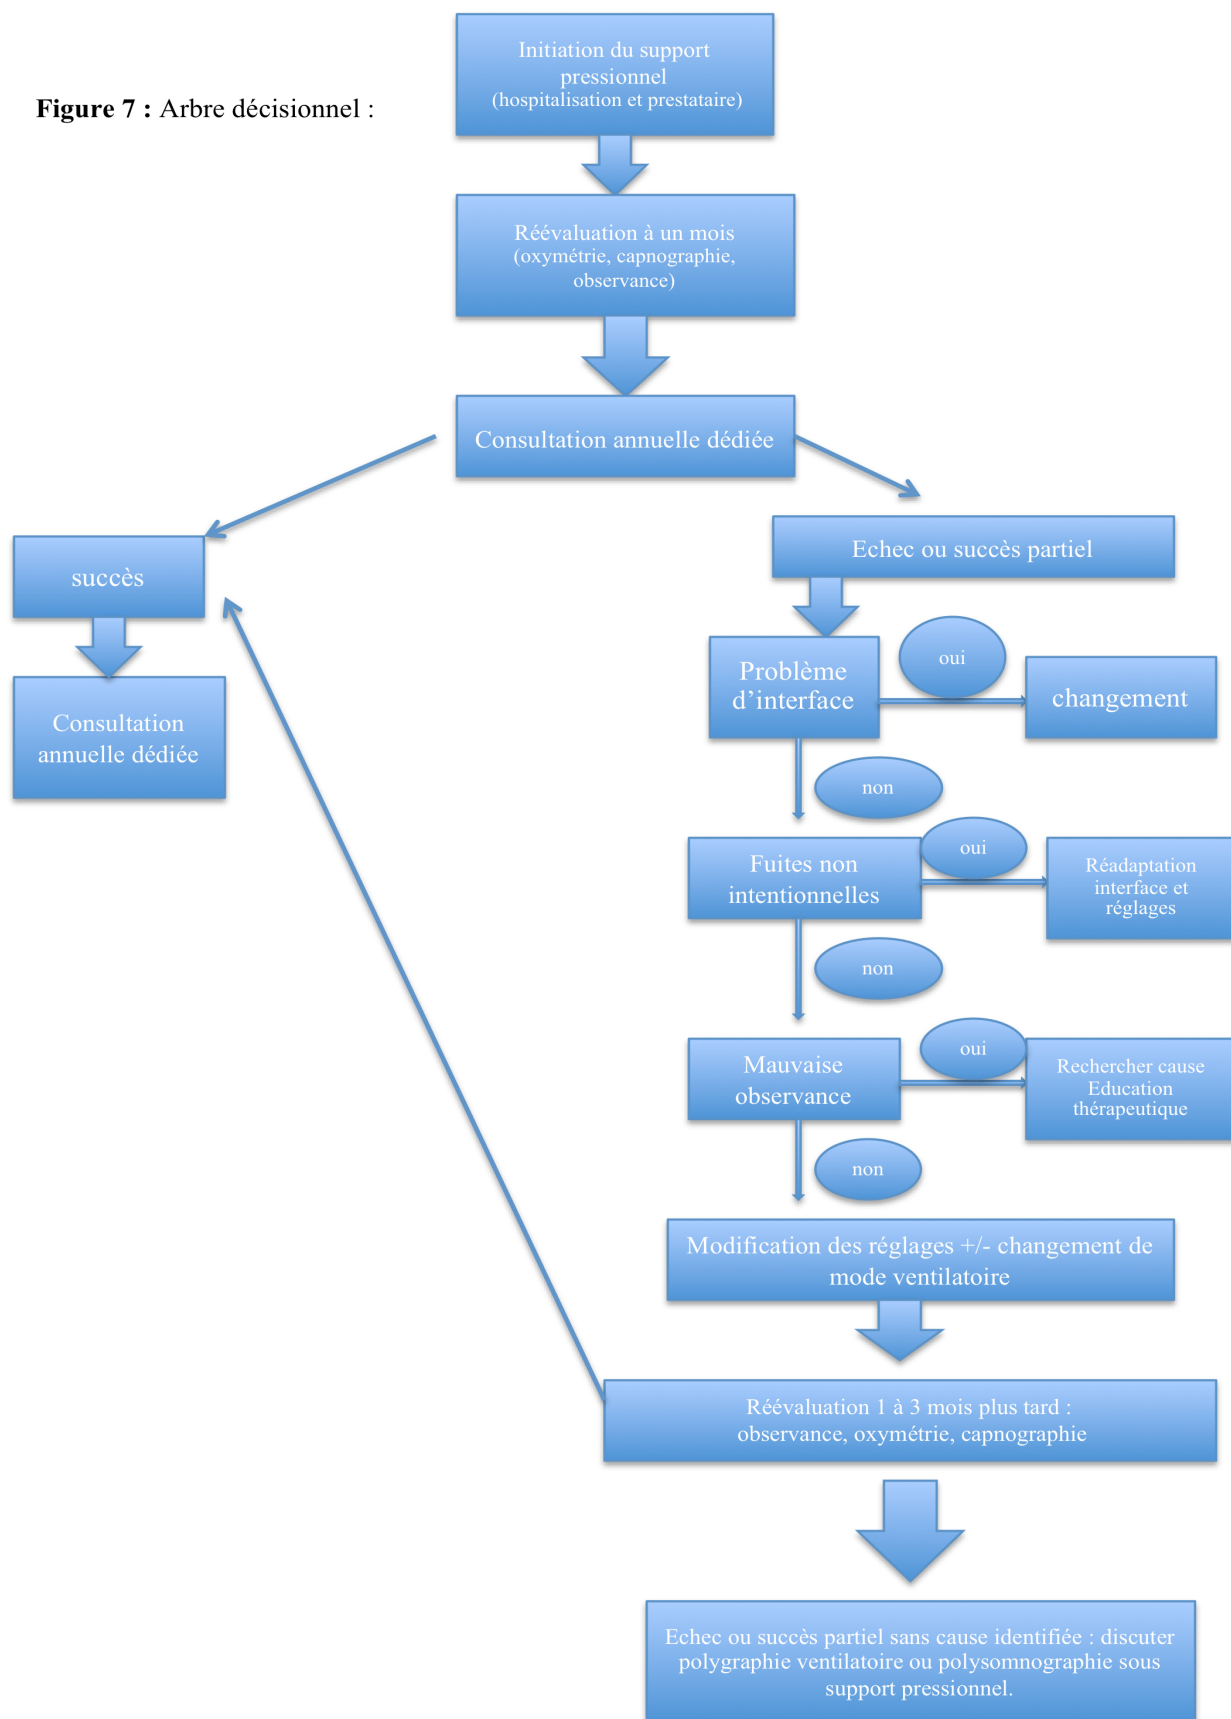 Initiation du support
pressionnel
(hospitalisation et prestataire)
Figure 7 : Arbre décisionnel :
Réévaluation à un mois
(oxymétrie, capnographie,
observance)
Consultation annuelle dédiée
succès
Consultation
annuelle dédiée
Echec ou succès partiel
Problème
d’interface
oui
changement
non
Fuites non
intentionnelles
oui
Réadaptation
interface et
réglages
non
Mauvaise
observance
oui
Rechercher cause
Education
thérapeutique
non
Modification des réglages +/- changement de
mode ventilatoire
Réévaluation 1 à 3 mois plus tard :
observance, oxymétrie, capnographie
Echec ou succès partiel sans cause identifiée : discuter
polygraphie ventilatoire ou polysomnographie sous
support pressionnel.